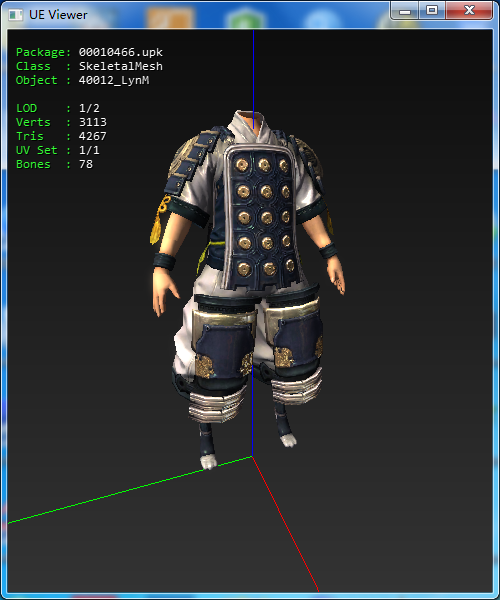 UE Viewer
Package: 00010466.upk
Class : SkeletalMesh
Object : 40012_LynM
LOD : 1/2
Verts : 3113
Tris : 4267
UV Set : 1/1
Bones : 78